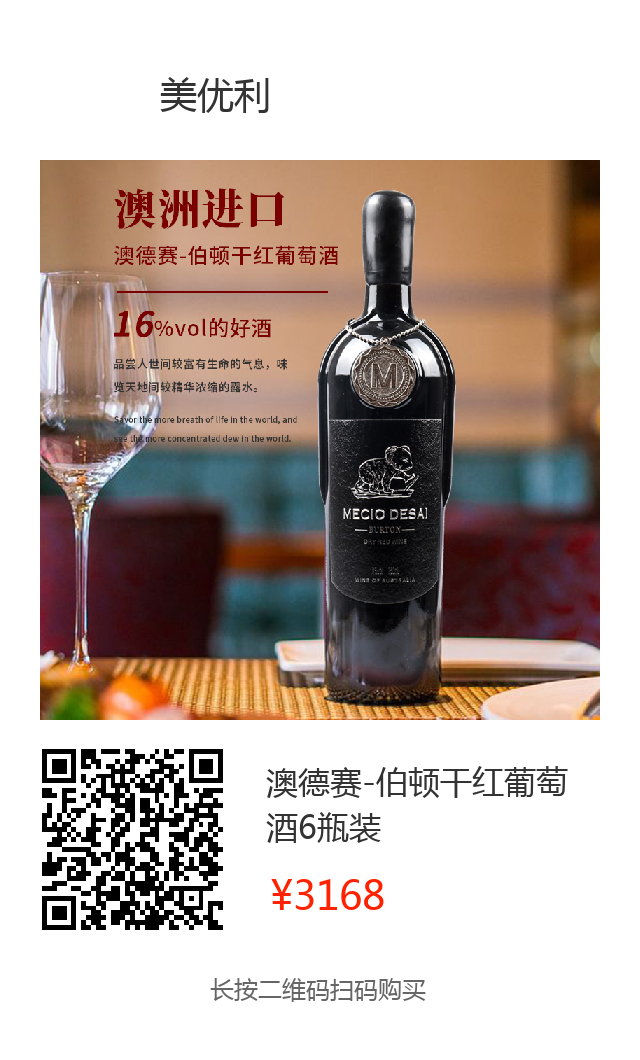 美优利
澳洲进口
澳德赛-伯顿干红葡萄酒
16%vol的好酒
品尝人世间较富有生命的气息，味
览天地间较精华浓缩的露水。
Savor the more breath of life in the world, and
see the more concentrated dew in the world.
M
MECIO DESAI
BURTON
DRY RED WINE
WINE OF AUSTRALIA
澳德赛-伯顿干红葡萄
酒6瓶装
¥3168
长按二维码扫码购买